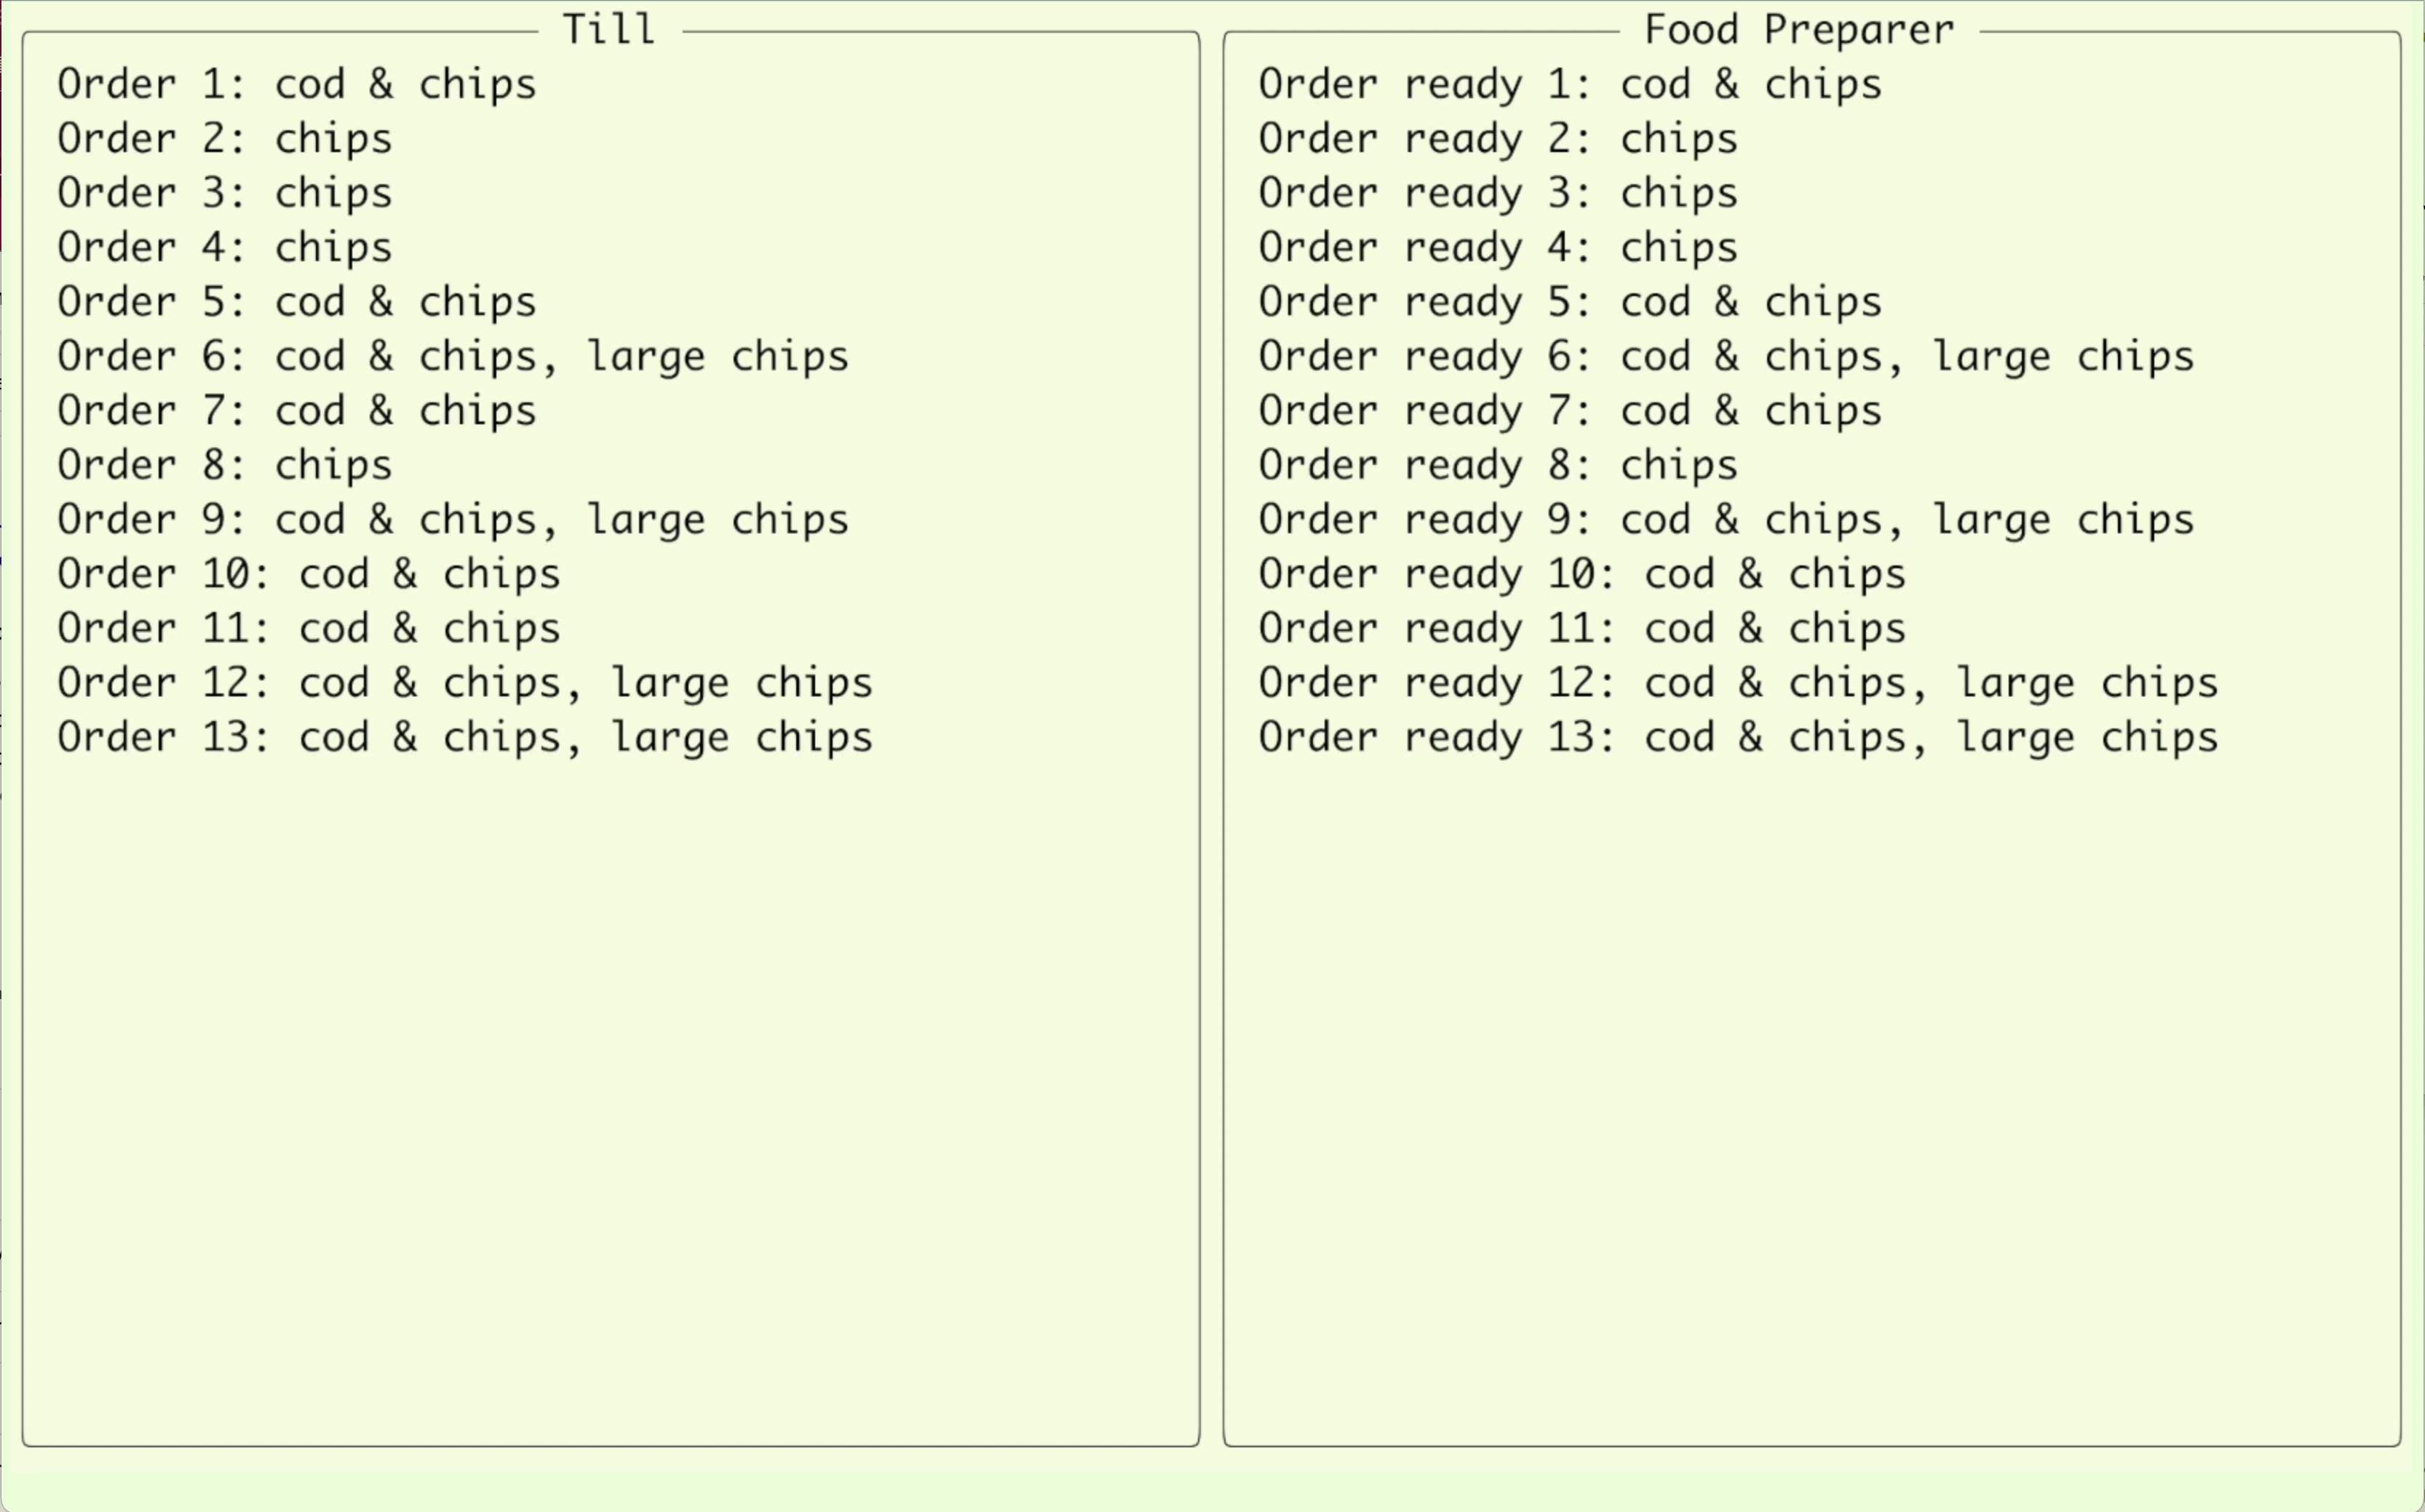 Till
Order 1: cod & chips
Order 2: chips
Order 3: chips
Order 4: chips
Order 5: cod & chips
Order 6: cod & chips, large chips
Order 7: cod & chips
Order 8: chips
Order 9: cod & chips, large chips
Order 10: cod & chips
Order 11: cod & chips
Order 12: cod & chips, large chips
Order 13: cod & chips, large chips
Food Preparer
Order ready 1: cod & chips
Order ready 2: chips
Order ready 3: chips
Order ready 4: chips
Order ready 5: cod & chips
Order ready 6: cod & chips, large chips
Order ready 7: cod & chips
Order ready 8: chips
Order ready 9: cod & chips, large chips
Order ready 10: cod & chips
Order ready 11: cod & chips
Order ready 12: cod & chips, large chips
Order ready 13: cod & chips, large chips